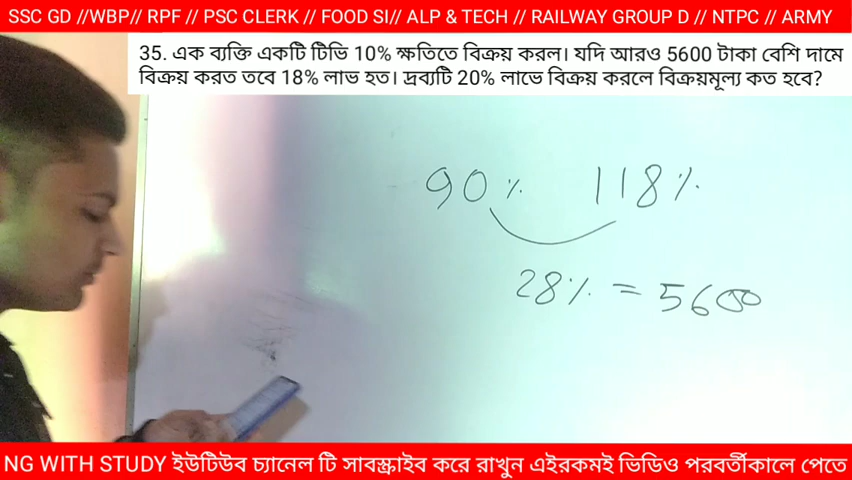 SSC GD //WBP// RPF // PSC CLERK // FOOD SI// ALP & TECH // RAILWAY GROUP D // NTPC // ARMY
35. এক ব্যক্তি একটি টিভি 10% ক্ষতিতে বিক্রয় করল। যদি আরও 5600 টাকা বেশি দামে
বিক্রয় করত তবে 18% লাভ হত। দ্রব্যটি 20% লাভে বিক্রয় করলে বিক্রয়মূল্য কত হবে?
90% 118%
28% = 5600
NG WITH STUDY ইউটিউব চ্যানেল টি সাবস্ক্রাইব করে রাখুন এইরকমই ভিডিও পরবর্তীকালে পেতে